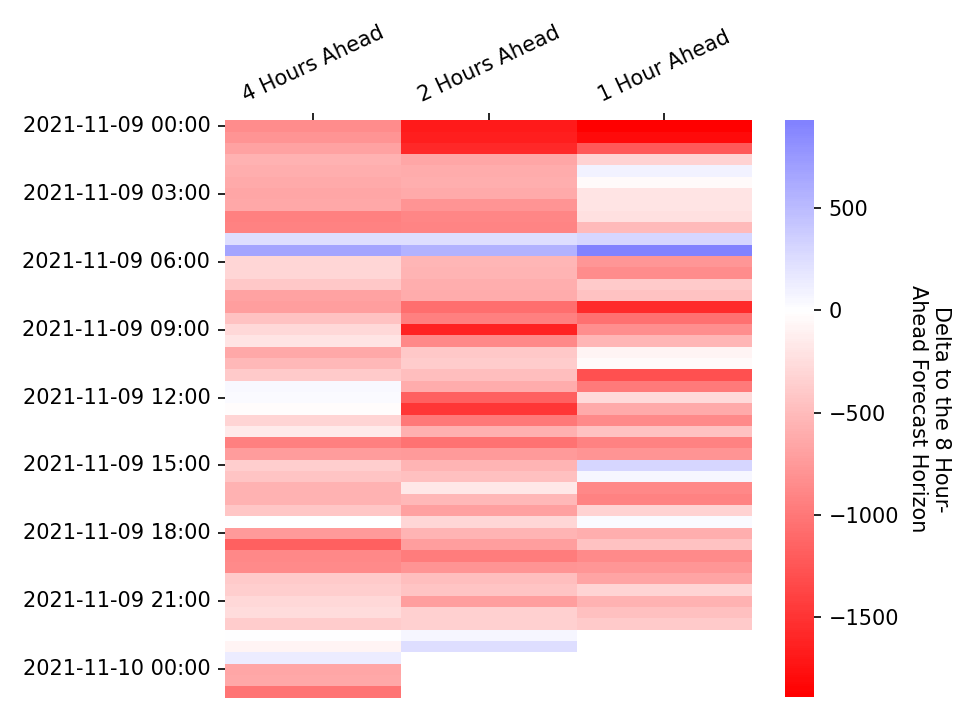 4 Hours Ahead
2 Hours Ahead
1 Hour Ahead
2021-11-09 00:00
2021-11-09 03:00
2021-11-09 06:00
2021-11-09 09:00
2021-11-09 12:00
2021-11-09 15:00
2021-11-09 18:00
2021-11-09 21:00
2021-11-10 00:00
500
0
−500
−1000
−1500
Delta to the 8 Hour-
Ahead Forecast Horizon